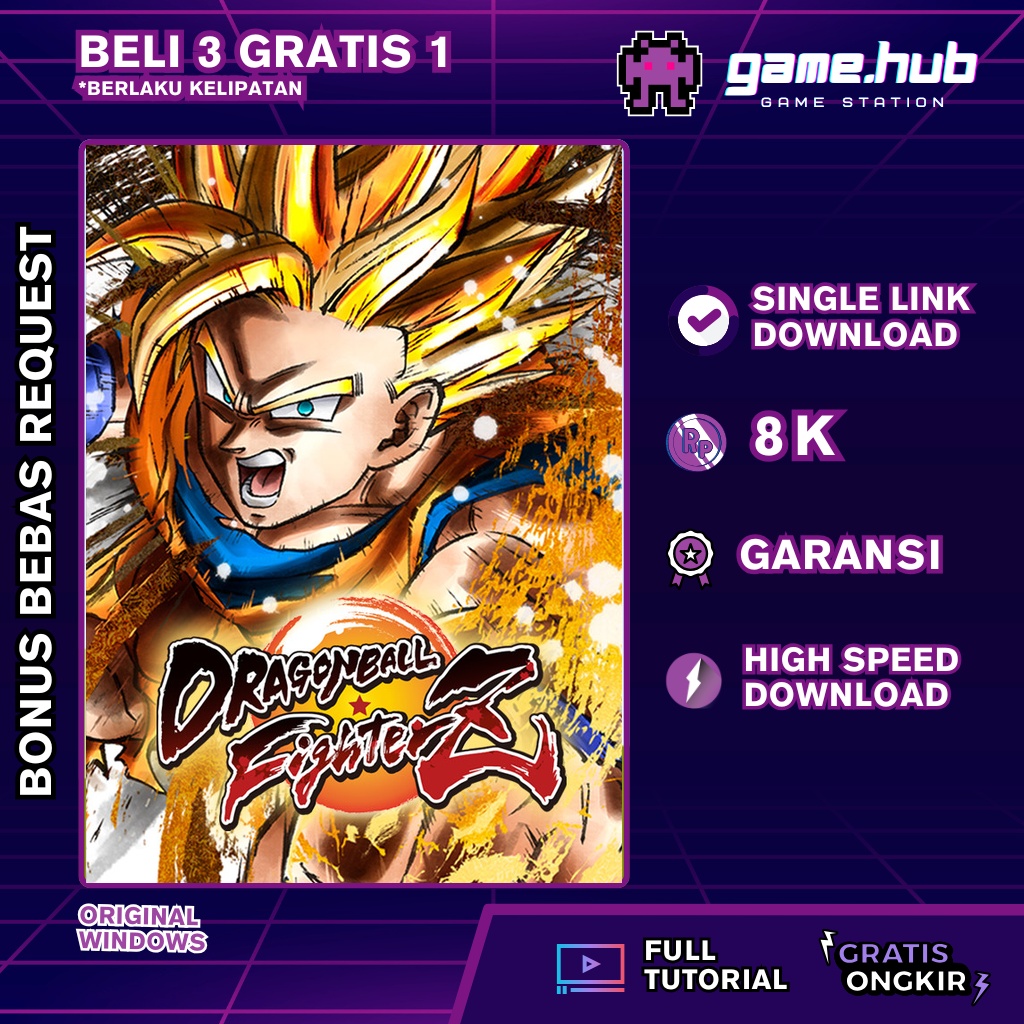 BELI 3 GRATIS 1
*BERLAKU KELIPATAN
game.hub
GAME STATION
BONUS BEBAS REQUEST
SINGLE LINK
DOWNLOAD
Rp
8K
GARANSI
HIGH SPEED
DOWNLOAD
DRAGONBALL
FighterZ
ORIGINAL
WINDOWS
FULL
TUTORIAL
GRATIS
ONGKIR